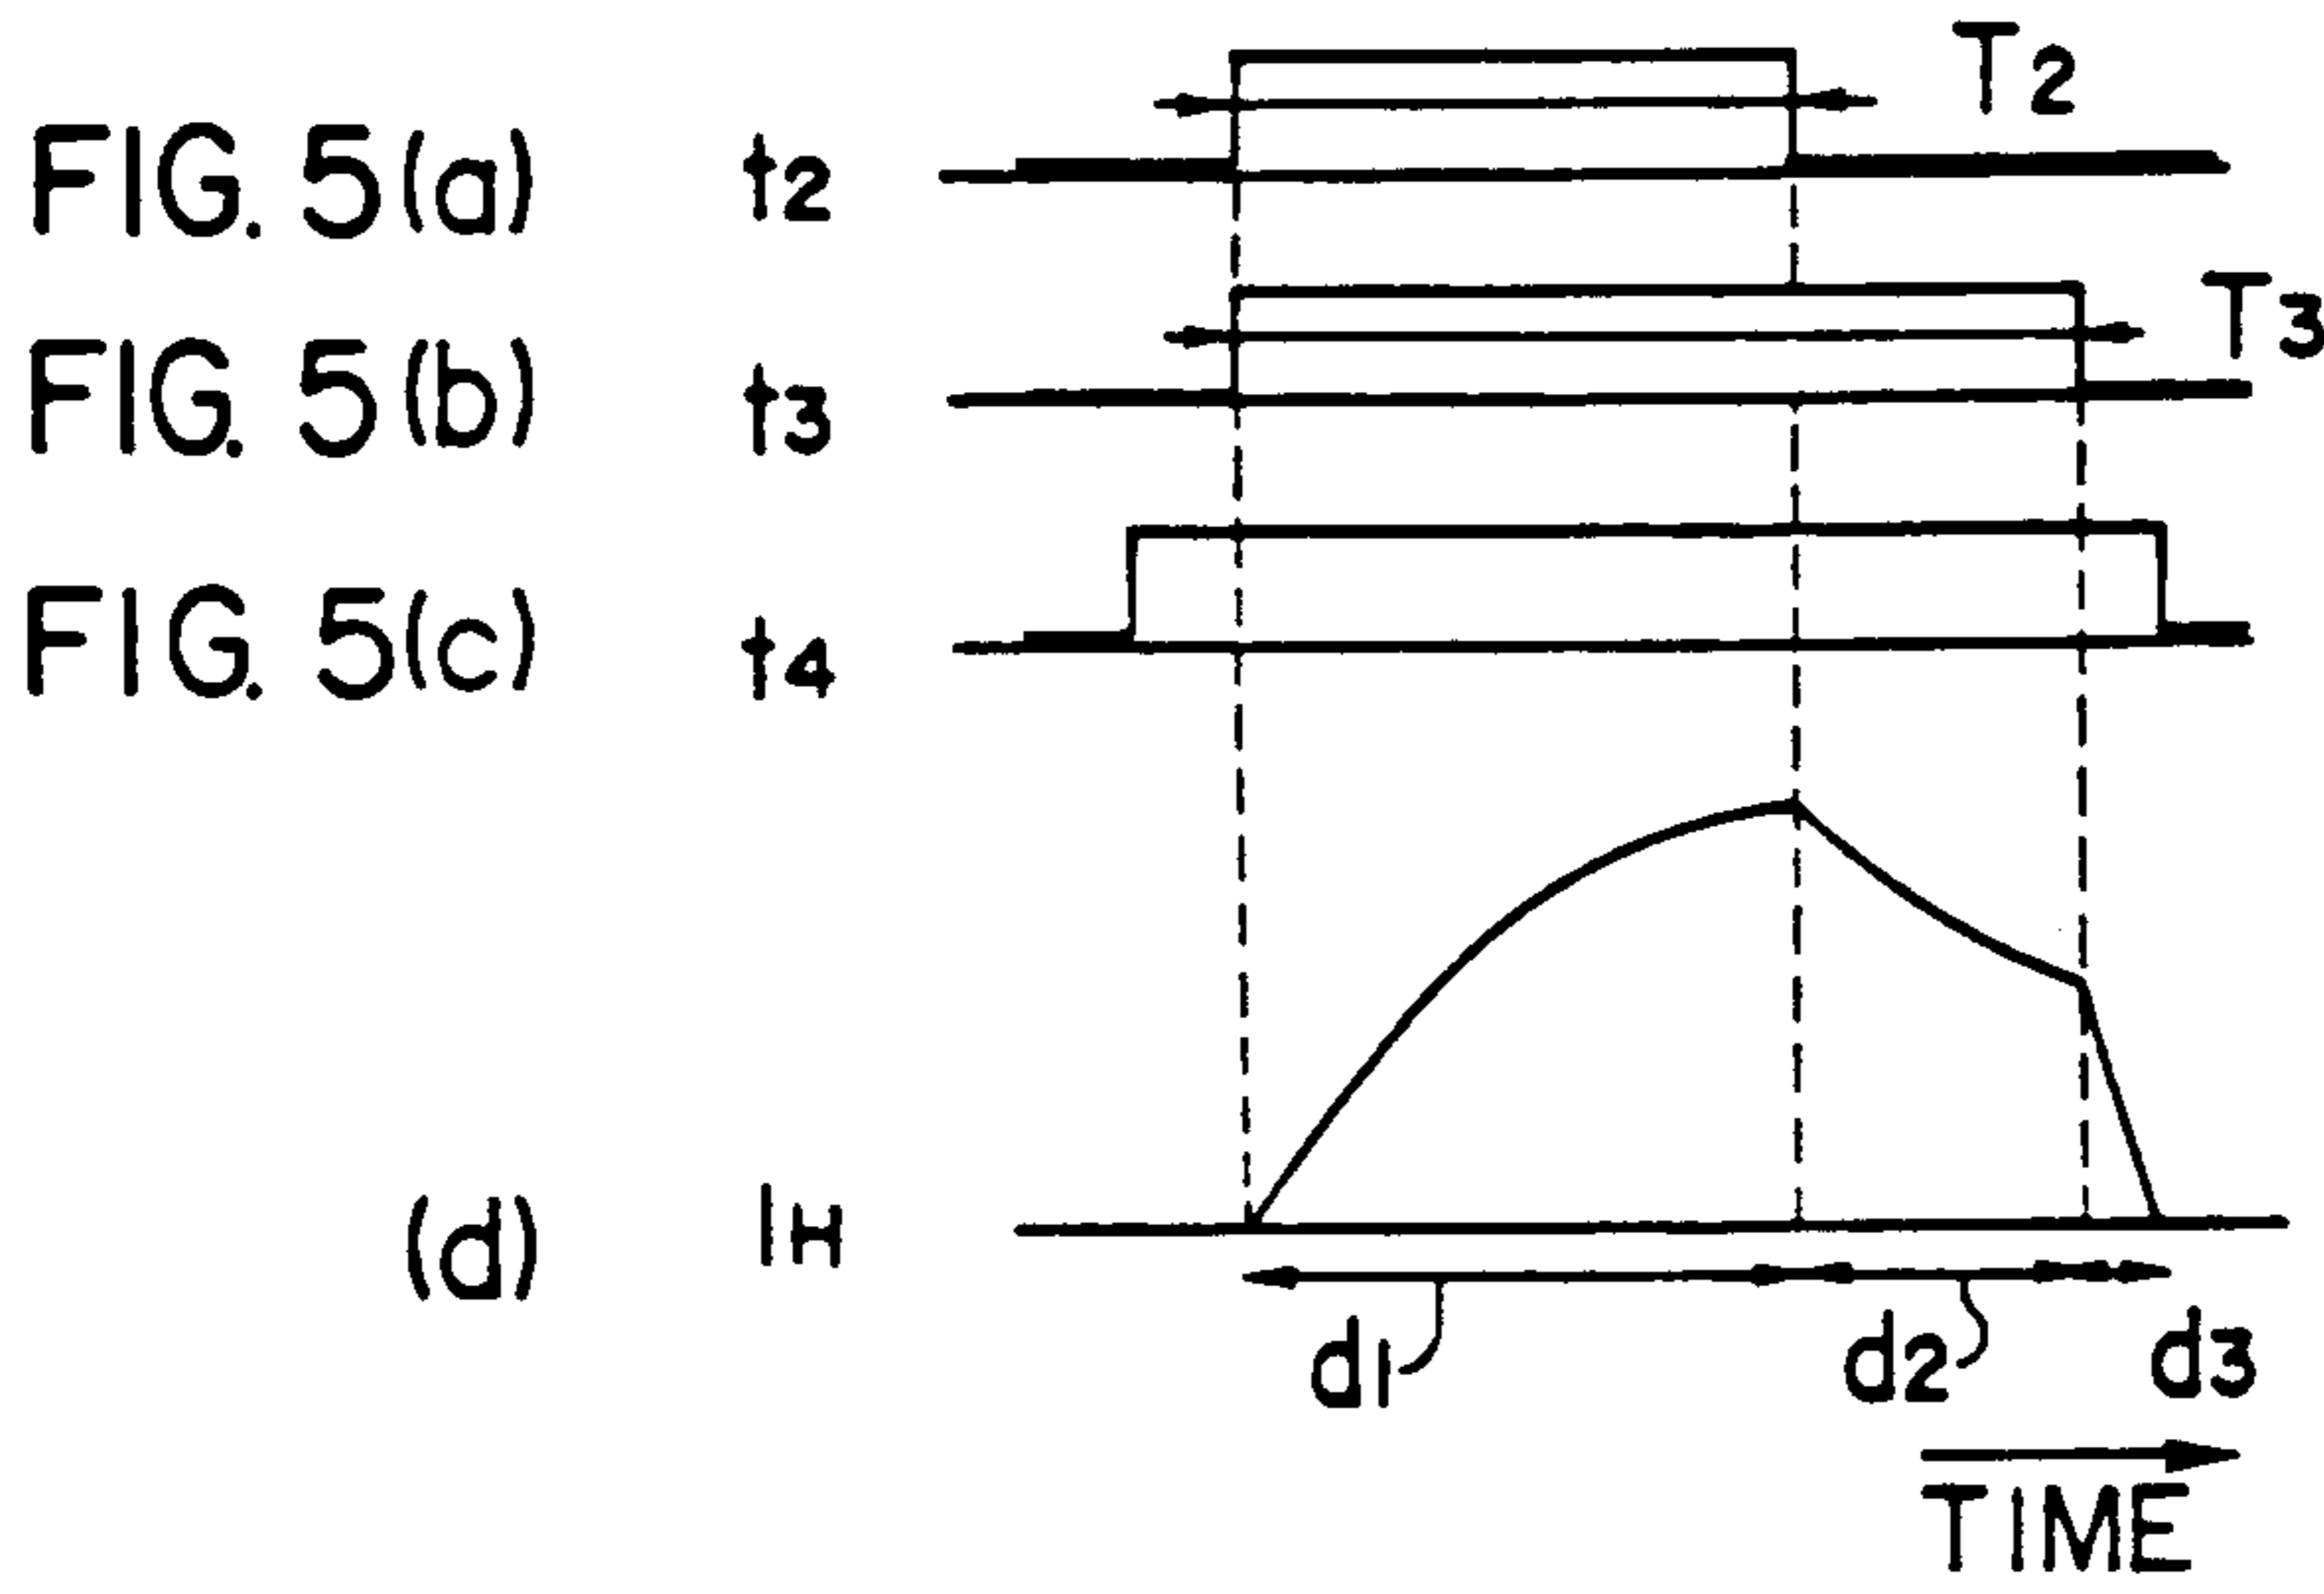 FIG. 5(a) t2 T2
FIG. 5(b) t3 T3
FIG. 5(c) t4
(d) IH
d1 d2 d3
TIME